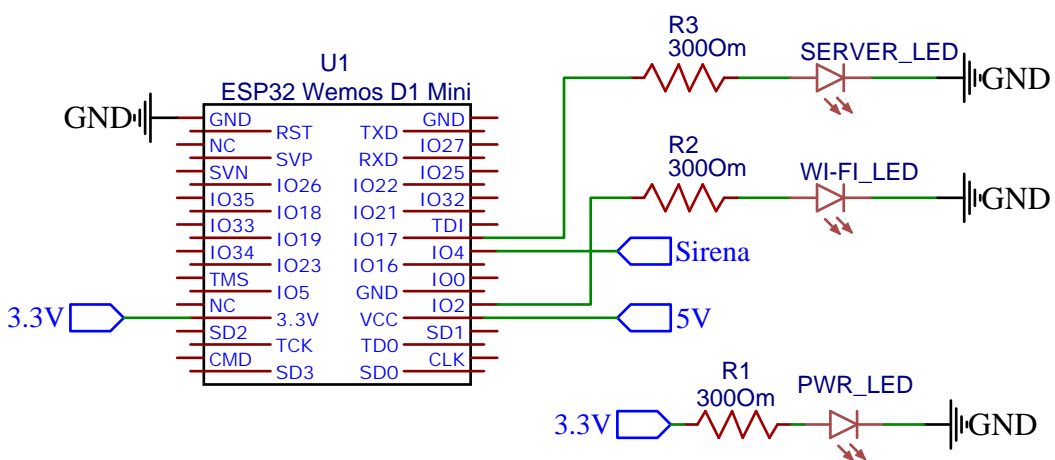 R3
300Om
SERVER_LED
GND
U1
ESP32 Wemos D1 Mini
GND
GND
GND
RST
TXD
NC
IO27
SVP
RXD
SVN
IO25
IO26
IO22
IO35
IO32
IO18
IO21
IO33
TDI
IO19
IO17
IO34
IO4
IO23
IO16
TMS
IO0
IO5
GND
NC
IO2
3.3V
VCC
SD2
SD1
TCK
TD0
CMD
CLK
SD3
SD0
R2
300Om
WI-FI_LED
GND
Sirena
3.3V
5V
R1
300Om
PWR_LED
3.3V
GND